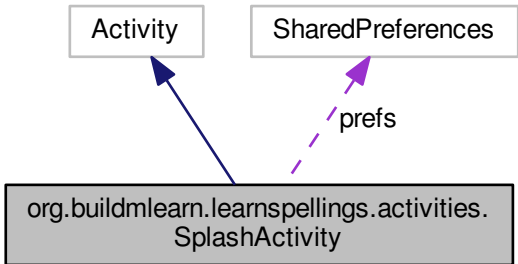 Activity
SharedPreferences
prefs
org.buildmlearn.learnspellings.activities.
SplashActivity